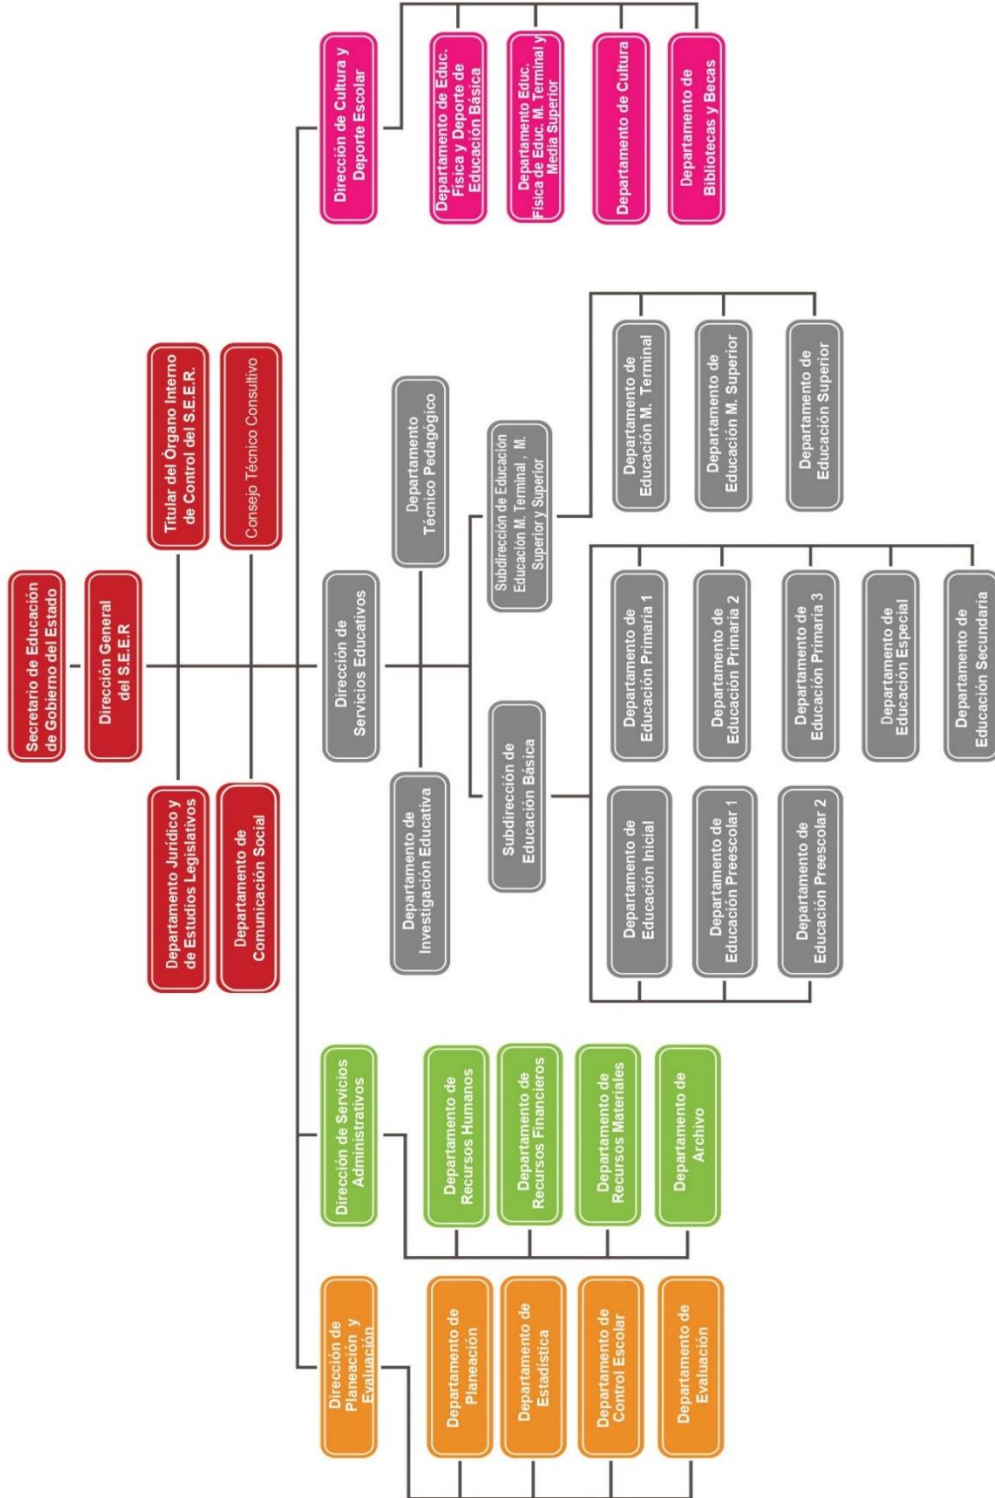 Secretario de Educación
de Gobierno del Estado
Dirección General
del S.E.E.R
Departamento Jurídico y
de Estudios Legislativos
Titular del Órgano Interno
de Control del S.E.E.R.
Departamento de
Comunicación Social
Consejo Técnico Consultivo
Dirección de
Planeación y
Evaluación
Departamento de
Planeación
Departamento de
Estadística
Departamento de
Control Escolar
Departamento de
Evaluación
Dirección de Servicios
Administrativos
Departamento de
Recursos Humanos
Departamento de
Recursos Financieros
Departamento de
Recursos Materiales
Departamento de
Archivo
Dirección de
Servicios Educativos
Departamento de
Investigación Educativa
Departamento
Técnico Pedagógico
Subdirección de
Educación Básica
Departamento de
Educación Inicial
Departamento de
Educación Preescolar 1
Departamento de
Educación Preescolar 2
Departamento de
Educación Primaria 1
Departamento de
Educación Primaria 2
Departamento de
Educación Primaria 3
Departamento de
Educación Especial
Departamento de
Educación Secundaria
Subdirección de Educación
Educación M. Terminal , M.
Superior y Superior
Departamento de
Educación M. Terminal
Departamento de
Educación M. Superior
Departamento de
Educación Superior
Dirección de Cultura y
Deporte Escolar
Departamento de Educ.
Física y Deporte de
Educación Básica
Departamento Educ.
Física de Educ. M. Terminal y
Media Superior
Departamento de Cultura
Departamento de
Bibliotecas y Becas